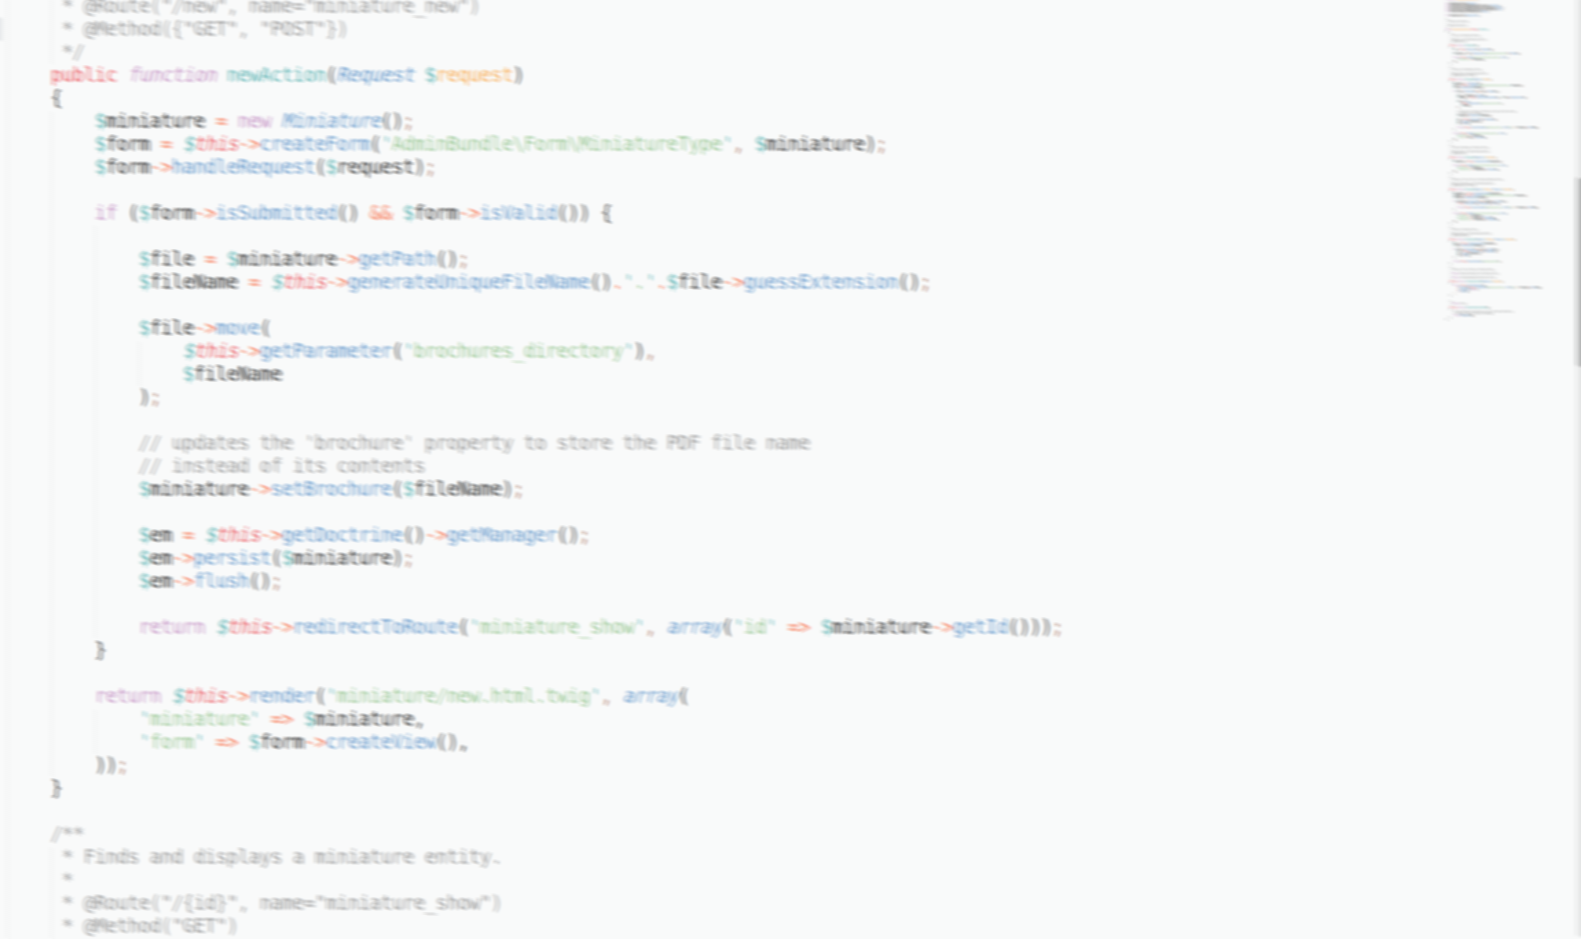 * @Route("/new", name="miniature_new")
* @Method({"GET", "POST"})
*/
public function newAction(Request $request)
{
$miniature = new Miniature();
$form = $this->createForm("AdminBundle\Form\MiniatureType", $miniature);
$form->handleRequest($request);
if ($form->isSubmitted() && $form->isValid()) {
$file = $miniature->getPath();
$fileName = $this->generateUniqueFileName().".".$file->guessExtension();
$file->move(
$this->getParameter("brochures_directory"),
$fileName
);
// updates the 'brochure' property to store the PDF file name
// instead of its contents
$miniature->setBrochure($fileName);
$em = $this->getDoctrine()->getManager();
$em->persist($miniature);
$em->flush();
return $this->redirectToRoute("miniature_show", array("id" => $miniature->getId()));
}
return $this->render("miniature/new.html.twig", array(
"miniature" => $miniature,
"form" => $form->createView(),
));
}
/**
* Finds and displays a miniature entity.
*
* @Route("/{id}", name="miniature_show")
* @Method("GET")